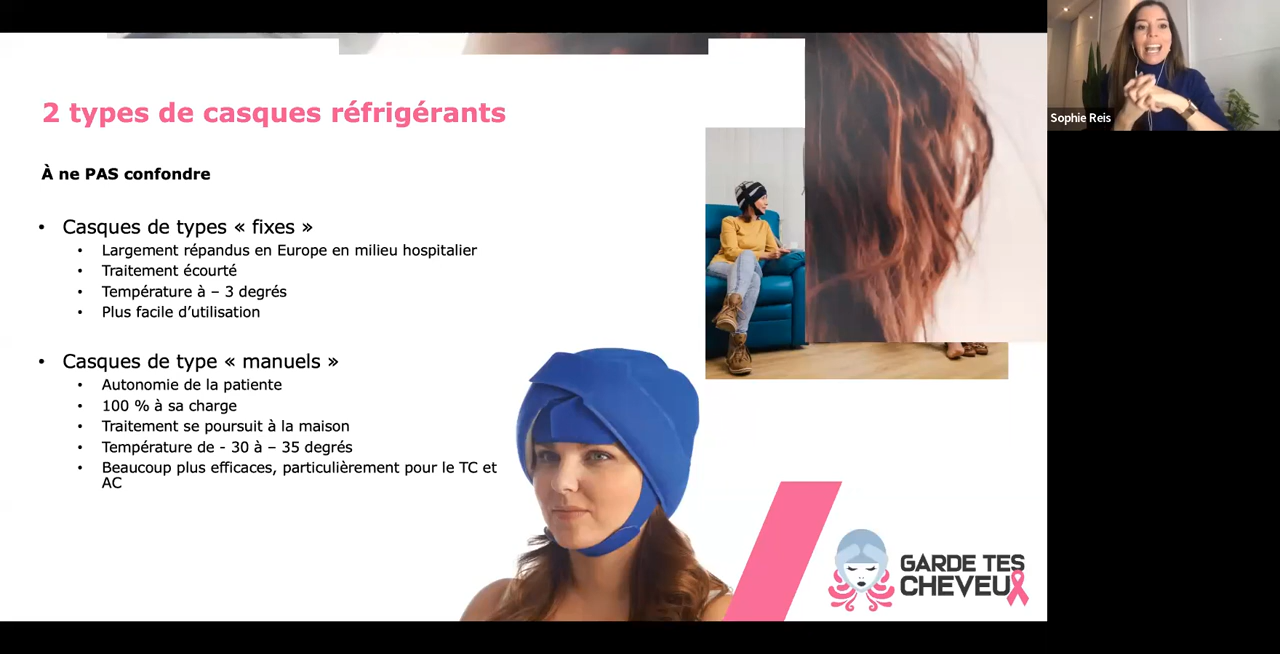 2 types de casques réfrigérants
À ne PAS confondre
• Casques de types « fixes »
• Largement répandus en Europe en milieu hospitalier
• Traitement écourté
• Température à – 3 degrés
• Plus facile d’utilisation
• Casques de type « manuels »
• Autonomie de la patiente
• 100 % à sa charge
• Traitement se poursuit à la maison
• Température de - 30 à – 35 degrés
• Beaucoup plus efficaces, particulièrement pour le TC et
AC
GARDE TES
CHEVEUX
Sophie Reis